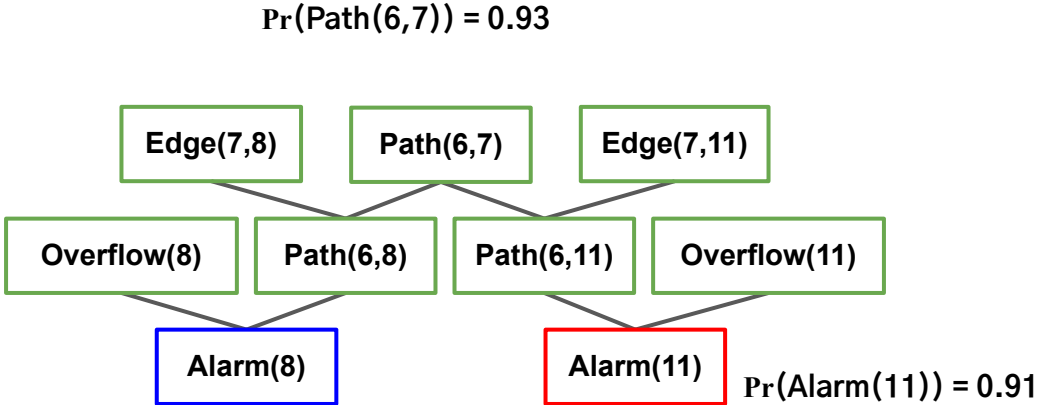 Pr(Path(6,7)) = 0.93
Edge(7,8)
Path(6,7)
Edge(7,11)
Overflow(8)
Path(6,8)
Path(6,11)
Overflow(11)
Alarm(8)
Alarm(11)
Pr(Alarm(11)) = 0.91